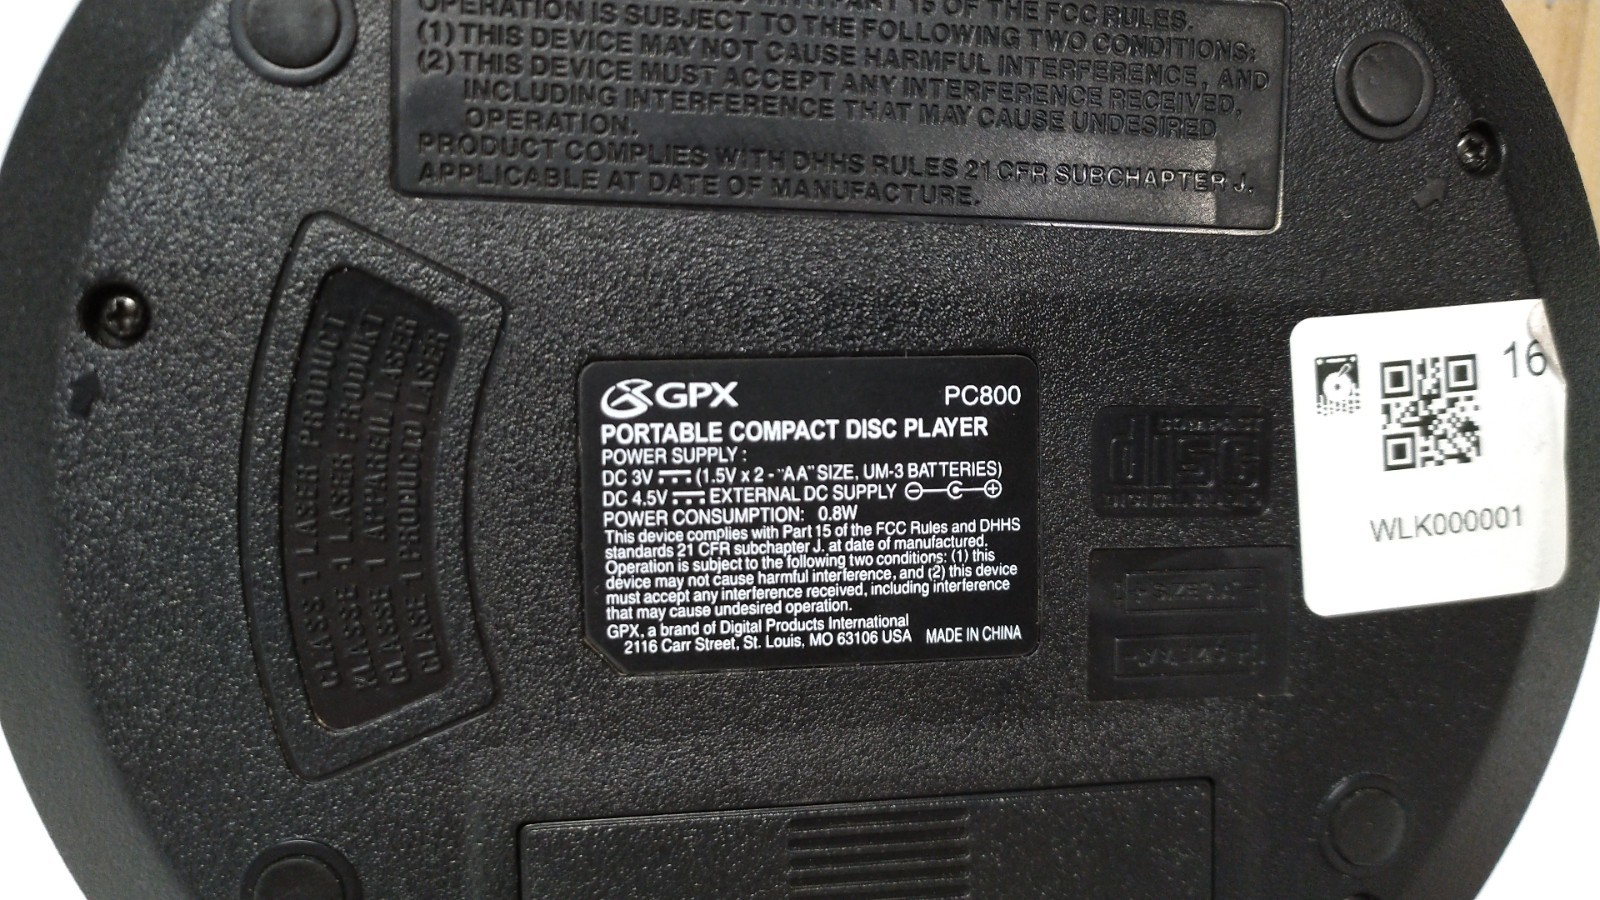 OPERATION IS SUBJECT TO THE FOLLOWING TWO CONDITIONS:
(1) THIS DEVICE MAY NOT CAUSE HARMFUL INTERFERENCE, AND
(2) THIS DEVICE MUST ACCEPT ANY INTERFERENCE RECEIVED,
INCLUDING INTERFERENCE THAT MAY CAUSE UNDESIRED
OPERATION.
PRODUCT COMPLIES WITH DHHS RULES 21 CFR SUBCHAPTER J,
APPLICABLE AT DATE OF MANUFACTURE.
CLASS 1 LASER PRODUCT
KLASSE 1 LASER PRODUKT
CLASSE 1 APPAREIL LASER
CLASE 1 PRODUCTO LASER
GPX PC800
PORTABLE COMPACT DISC PLAYER
POWER SUPPLY :
DC 3V (1.5V x 2 - "AA" SIZE, UM-3 BATTERIES)
DC 4.5V EXTERNAL DC SUPPLY
POWER CONSUMPTION: 0.8W
This device complies with Part 15 of the FCC Rules and DHHS
standards 21 CFR subchapter J. at date of manufactured.
Operation is subject to the following two conditions: (1) this
device may not cause harmful interference, and (2) this device
must accept any interference received, including interference
that may cause undesired operation.
GPX, a brand of Digital Products International
2116 Carr Street, St. Louis, MO 63106 USA MADE IN CHINA
COMPACT
disc
DIGITAL AUDIO
16
WLK000001